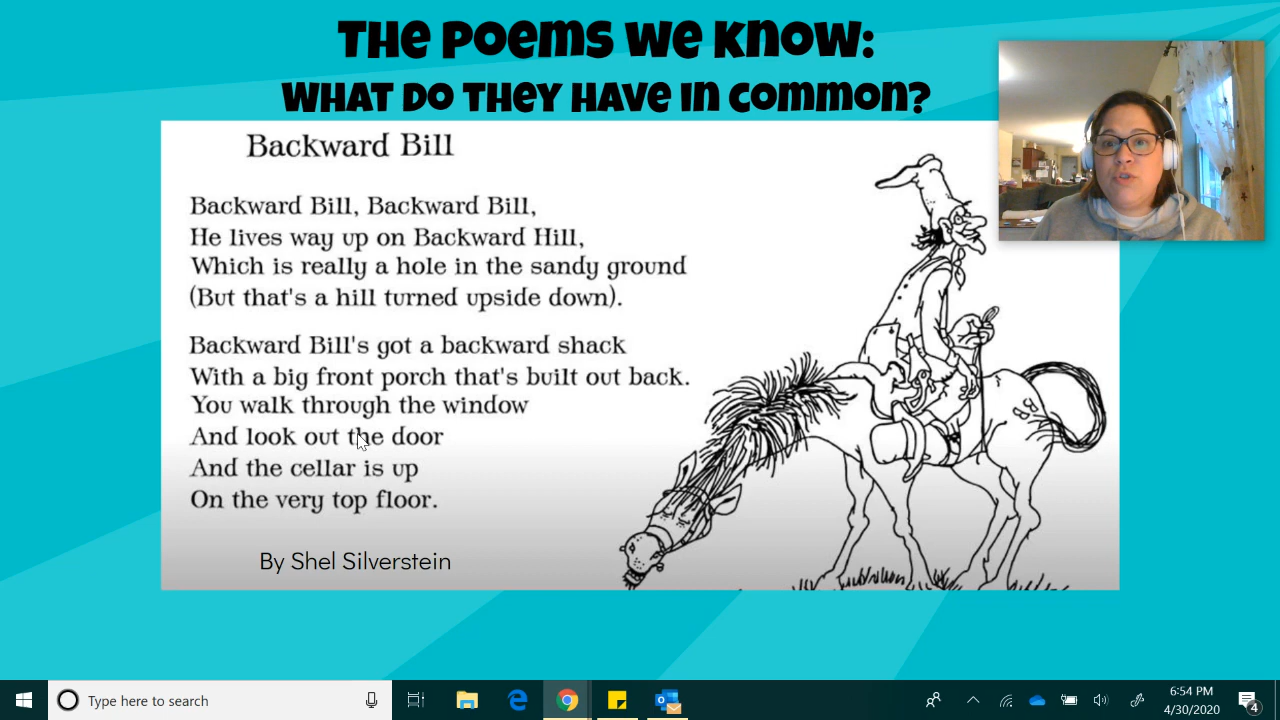 The Poems We Know:
What do they have in common?
Backward Bill
Backward Bill, Backward Bill,
He lives way up on Backward Hill,
Which is really a hole in the sandy ground
(But that's a hill turned upside down).
Backward Bill's got a backward shack
With a big front porch that's built out back.
You walk through the window
And look out the door
And the cellar is up
On the very top floor.
By Shel Silverstein
Type here to search
6:54 PM
4/30/2020
4